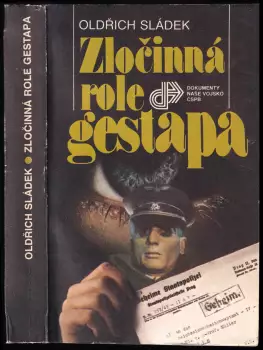 OLDŘICH SLÁDEK ● ZLOČINNÁ ROLE GESTAPA
OLDŘICH SLÁDEK
Zločinná
role
DOKUMENTY
NAŠE VOJSKO
ČSPB
gestapa
Geheime Staatspolizei
Geheim.